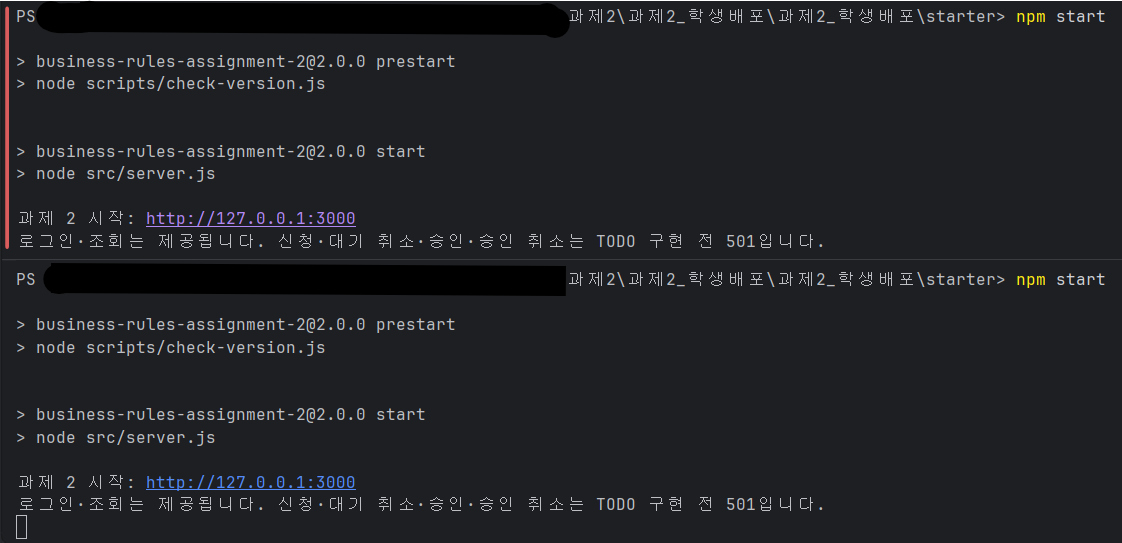 PS 과제2\과제2_학생배포\과제2_학생배포\starter> npm start
> business-rules-assignment-2@2.0.0 prestart
> node scripts/check-version.js
> business-rules-assignment-2@2.0.0 start
> node src/server.js
과제 2 시작: http://127.0.0.1:3000
로그인·조회는 제공됩니다. 신청·대기 취소·승인·승인 취소는 TODO 구현 전 501입니다.
PS 과제2\과제2_학생배포\과제2_학생배포\starter> npm start
> business-rules-assignment-2@2.0.0 prestart
> node scripts/check-version.js
> business-rules-assignment-2@2.0.0 start
> node src/server.js
과제 2 시작: http://127.0.0.1:3000
로그인·조회는 제공됩니다. 신청·대기 취소·승인·승인 취소는 TODO 구현 전 501입니다.